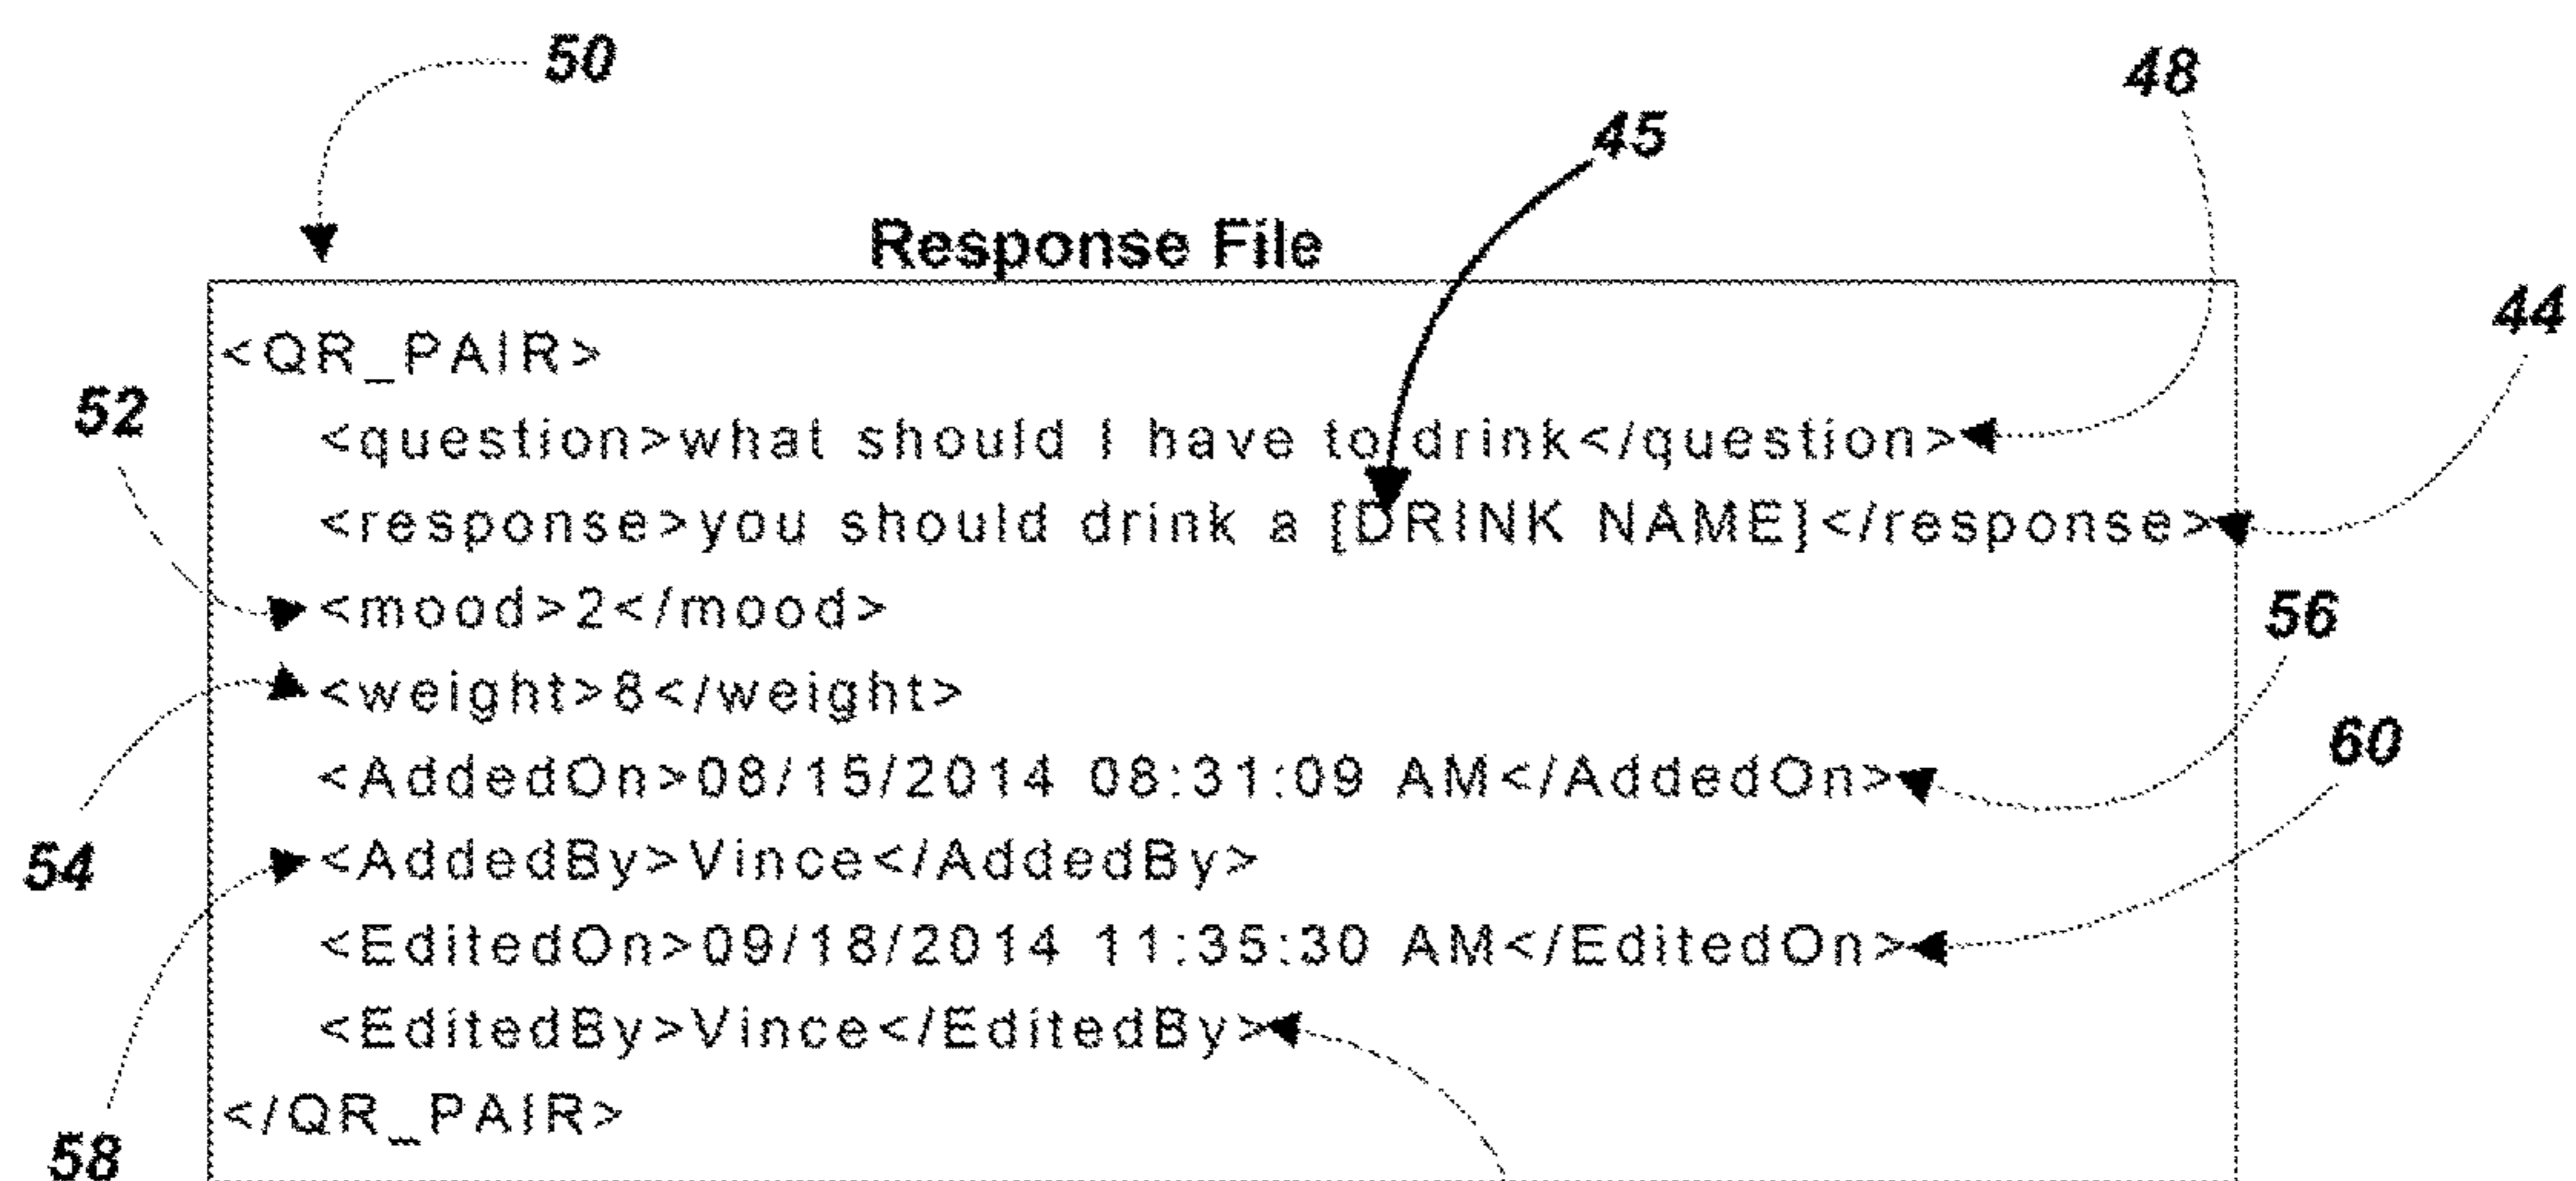 50
48
45
Response File
44
<QR_PAIR>
52
<question>what should I have to drink</question>
<response>you should drink a [DRINK NAME]</response>
<mood>2</mood>
56
<weight>8</weight>
60
<AddedOn>08/15/2014 08:31:09 AM</AddedOn>
54
<AddedBy>Vince</AddedBy>
<EditedOn>09/18/2014 11:35:30 AM</EditedOn>
<EditedBy>Vince</EditedBy>
</QR_PAIR>
58